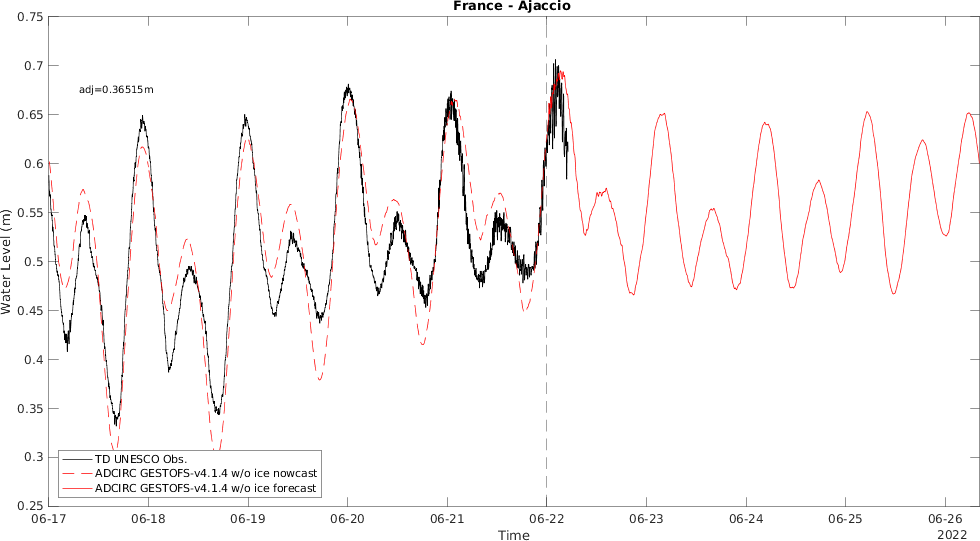 France - Ajaccio
0.75
0.7
0.65
0.6
0.55
0.5
0.45
0.4
0.35
0.3
0.25
Water Level (m)
adj=0.36515m
TD UNESCO Obs.
ADCIRC GESTOFS-v4.1.4 w/o ice nowcast
ADCIRC GESTOFS-v4.1.4 w/o ice forecast
06-17 06-18 06-19 06-20 06-21 06-22 06-23 06-24 06-25 06-26
2022
Time